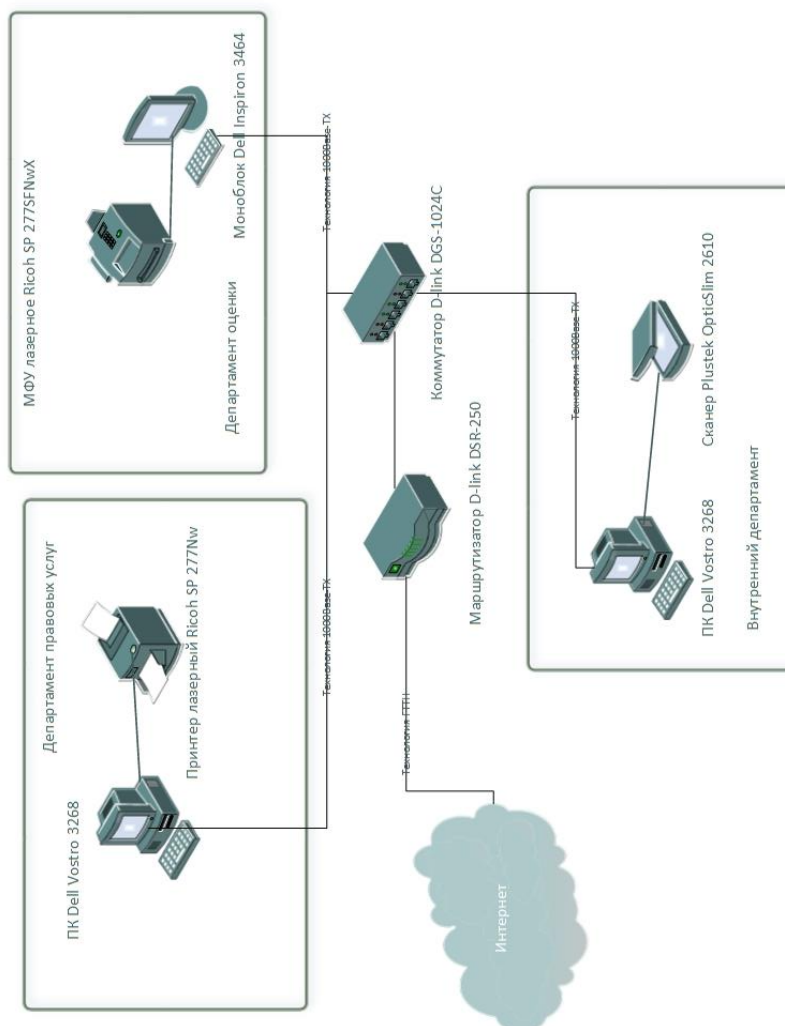 Департамент правовых услуг
ПК Dell Vostro 3268
Принтер лазерный Ricoh SP 277Nw
МФУ лазерное Ricoh SP 277SFNwX
Моноблок Dell Inspiron 3464
Департамент оценки
Технология 1000Base-TX
Технология 1000Base-TX
Коммутатор D-link DGS-1024C
Технология FTTH
Маршрутизатор D-link DSR-250
Интернет
Технология 1000Base-TX
ПК Dell Vostro 3268
Сканер Plustek OpticSlim 2610
Внутренний департамент